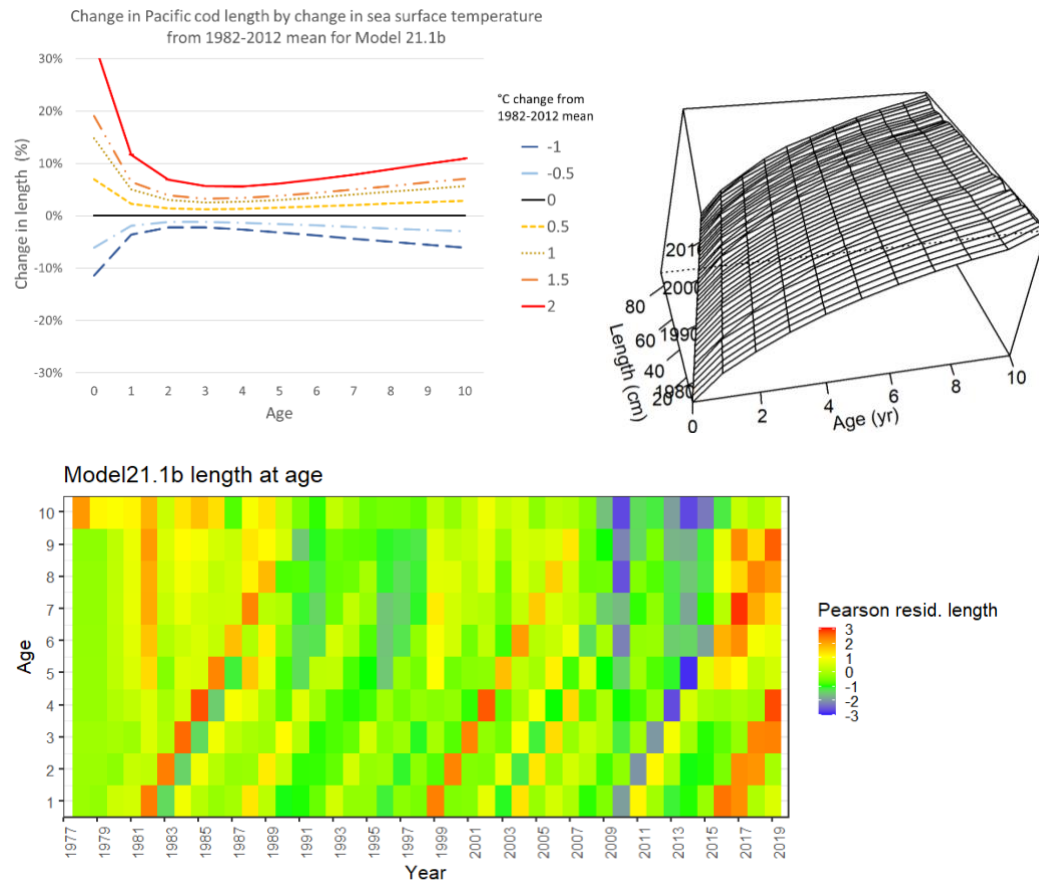 Change in Pacific cod length by change in sea surface temperature
from 1982-2012 mean for Model 21.1b
30%
20%
10%
0%
-10%
-20%
-30%
Change in length (%)
0 1 2 3 4 5 6 7 8 9 10
Age
°C change from
1982-2012 mean
-1
-0.5
0
0.5
1
1.5
2
2010
2000
1990
1980
80
60
40
20
Length (cm)
0 2 4 6 8 10
Age (yr)
Model21.1b length at age
10
9
8
7
6
5
4
3
2
1
Age
1977 1979 1981 1983 1985 1987 1989 1991 1993 1995 1997 1999 2001 2003 2005 2007 2009 2011 2013 2015 2017 2019
Year
Pearson resid. length
3
2
1
0
-1
-2
-3